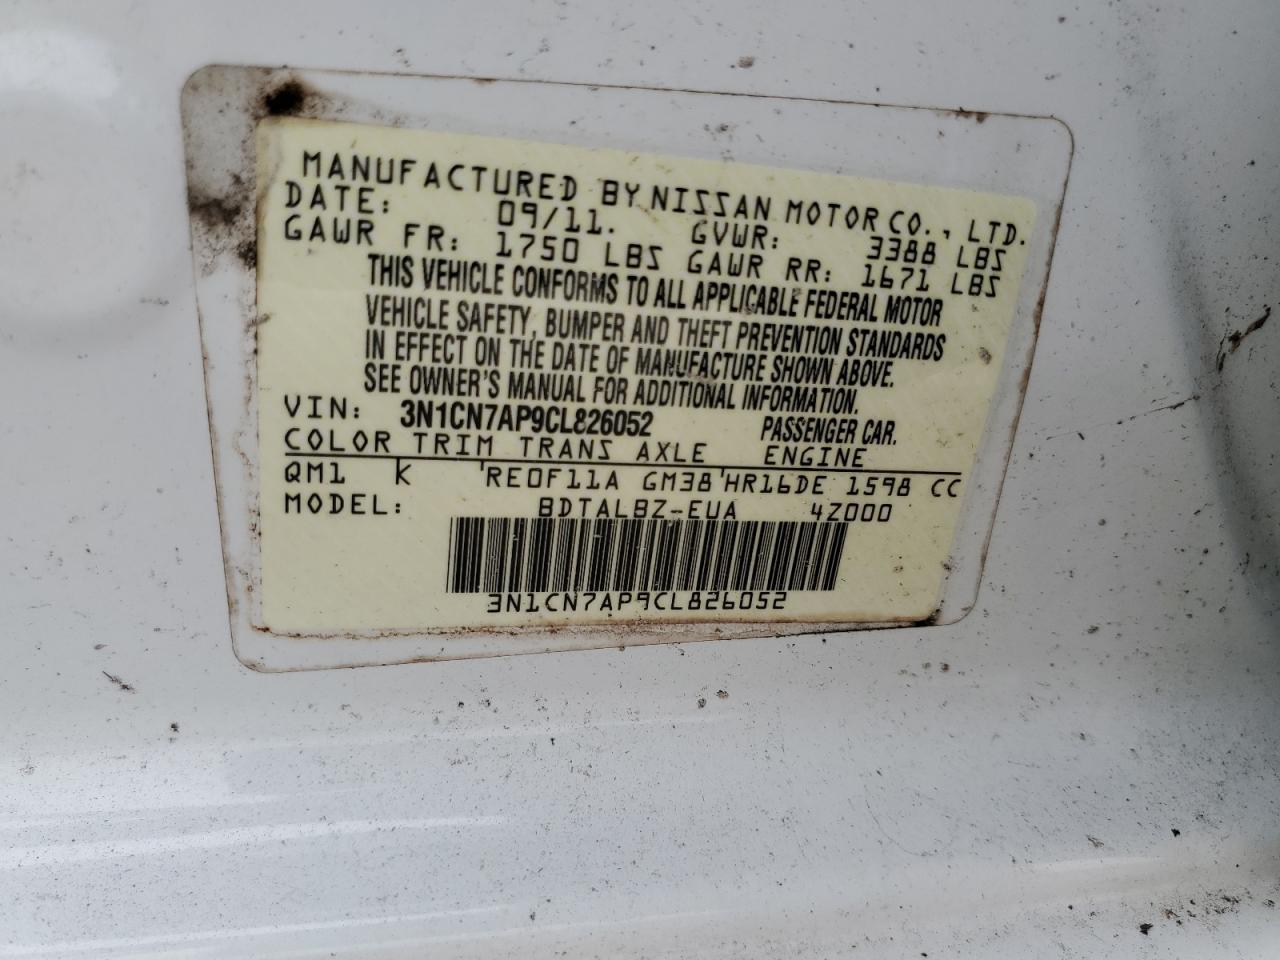 MANUFACTURED BY NISSAN MOTOR CO., LTD.
DATE: 09/11. GVWR: 3388 LBS
GAWR FR: 1750 LBS GAWR RR: 1671 LBS
THIS VEHICLE CONFORMS TO ALL APPLICABLE FEDERAL MOTOR
VEHICLE SAFETY, BUMPER AND THEFT PREVENTION STANDARDS
IN EFFECT ON THE DATE OF MANUFACTURE SHOWN ABOVE.
SEE OWNER'S MANUAL FOR ADDITIONAL INFORMATION.
VIN: 3N1CN7AP9CL826052 PASSENGER CAR.
COLOR TRIM TRANS AXLE ENGINE
QM1 K 'RE0F11A GM38'HR16DE 1598 CC
MODEL: BDTALBZ-EUA 4Z000
3N1CN7AP9CL826052